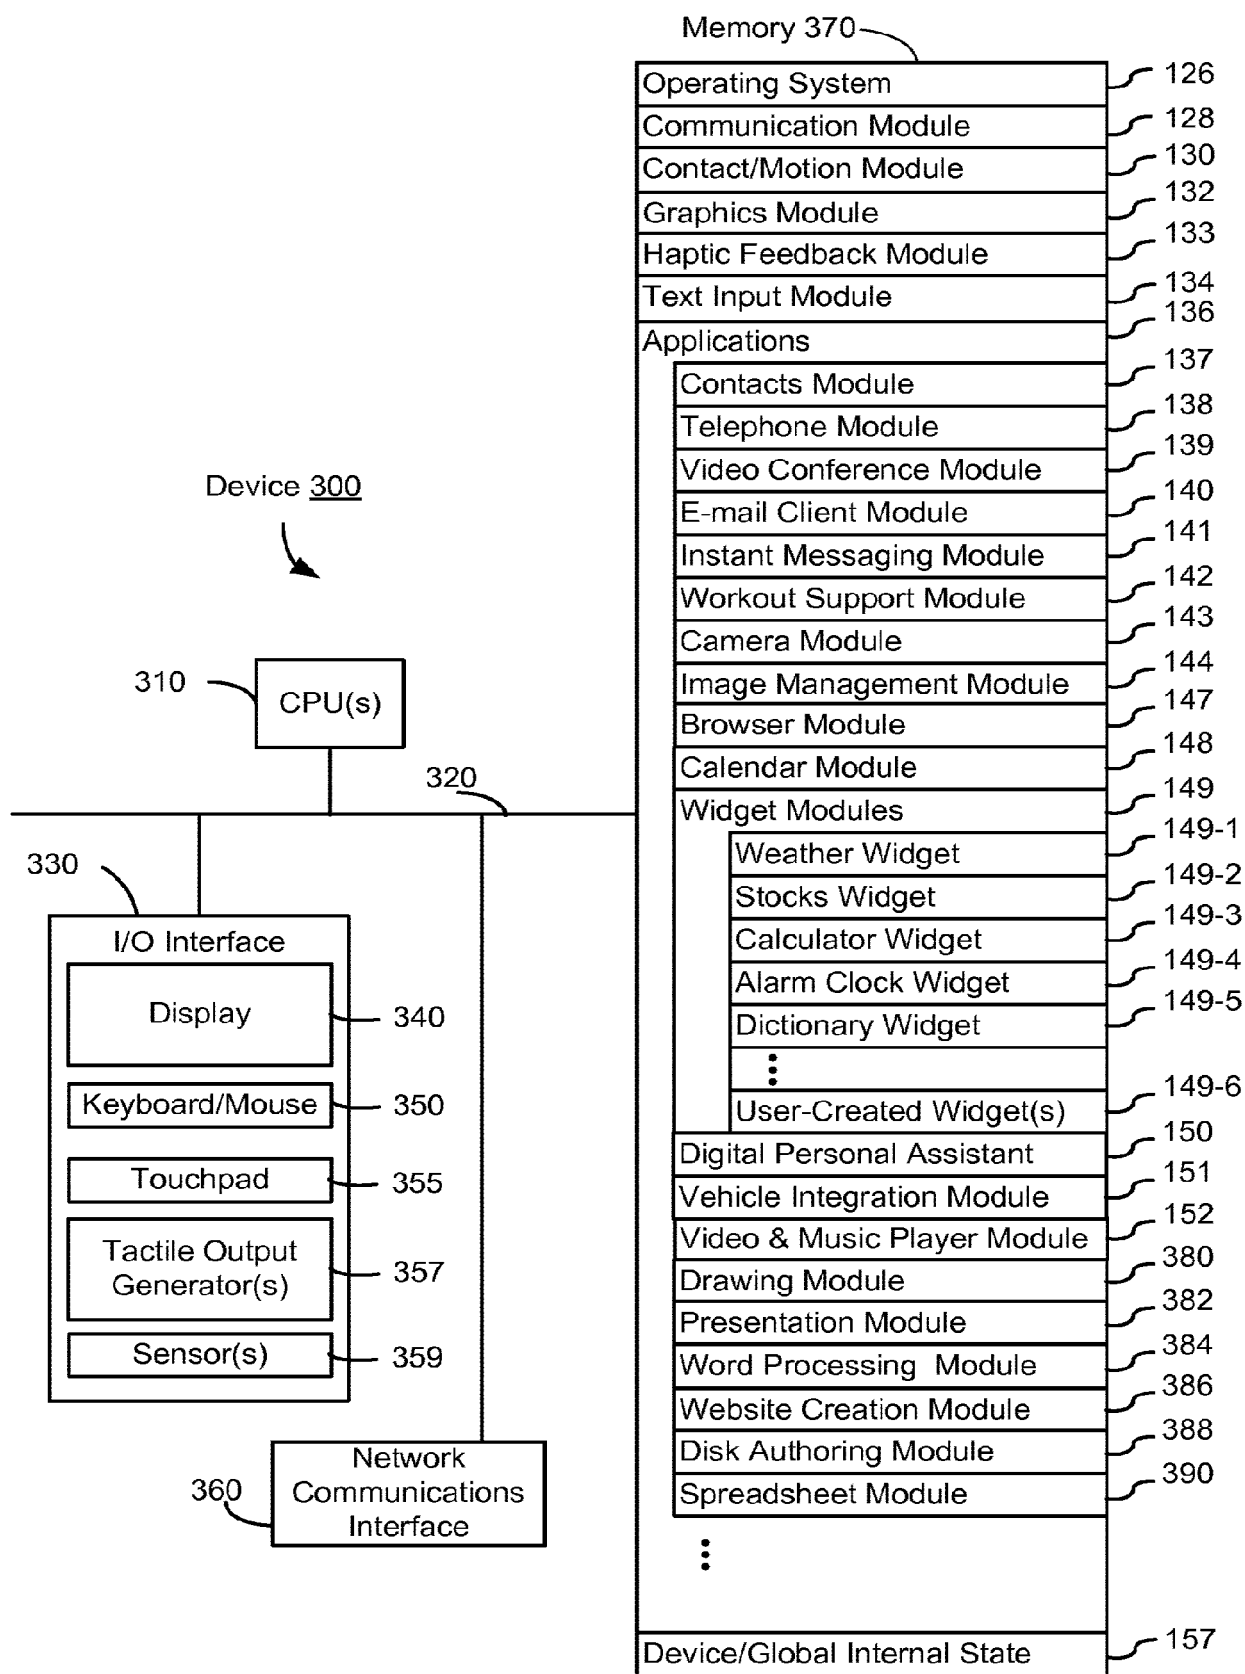 Memory 370
Operating System 126
Communication Module 128
Contact/Motion Module 130
Graphics Module 132
Haptic Feedback Module 133
Text Input Module 134
Applications 136
Contacts Module 137
Telephone Module 138
Video Conference Module 139
E-mail Client Module 140
Instant Messaging Module 141
Workout Support Module 142
Camera Module 143
Image Management Module 144
Browser Module 147
Calendar Module 148
Widget Modules 149
Weather Widget 149-1
Stocks Widget 149-2
Calculator Widget 149-3
Alarm Clock Widget 149-4
Dictionary Widget 149-5
User-Created Widget(s) 149-6
Digital Personal Assistant 150
Vehicle Integration Module 151
Video & Music Player Module 152
Drawing Module 380
Presentation Module 382
Word Processing Module 384
Website Creation Module 386
Disk Authoring Module 388
Spreadsheet Module 390
Device/Global Internal State 157
Device 300
310
CPU(s)
320
330
I/O Interface
Display 340
Keyboard/Mouse 350
Touchpad 355
Tactile Output
Generator(s) 357
Sensor(s) 359
360
Network
Communications
Interface